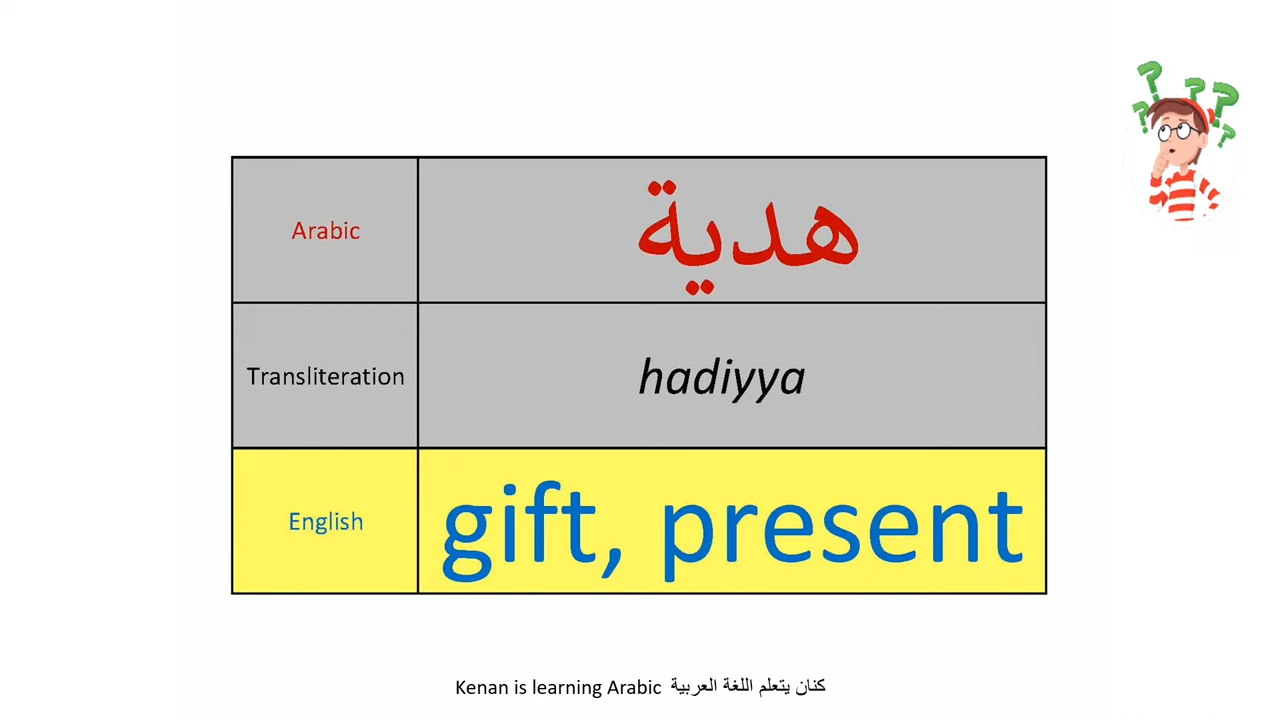 Arabic هدية
Transliteration hadiyya
English gift, present
Kenan is learning Arabic كنان يتعلم اللغة العربية